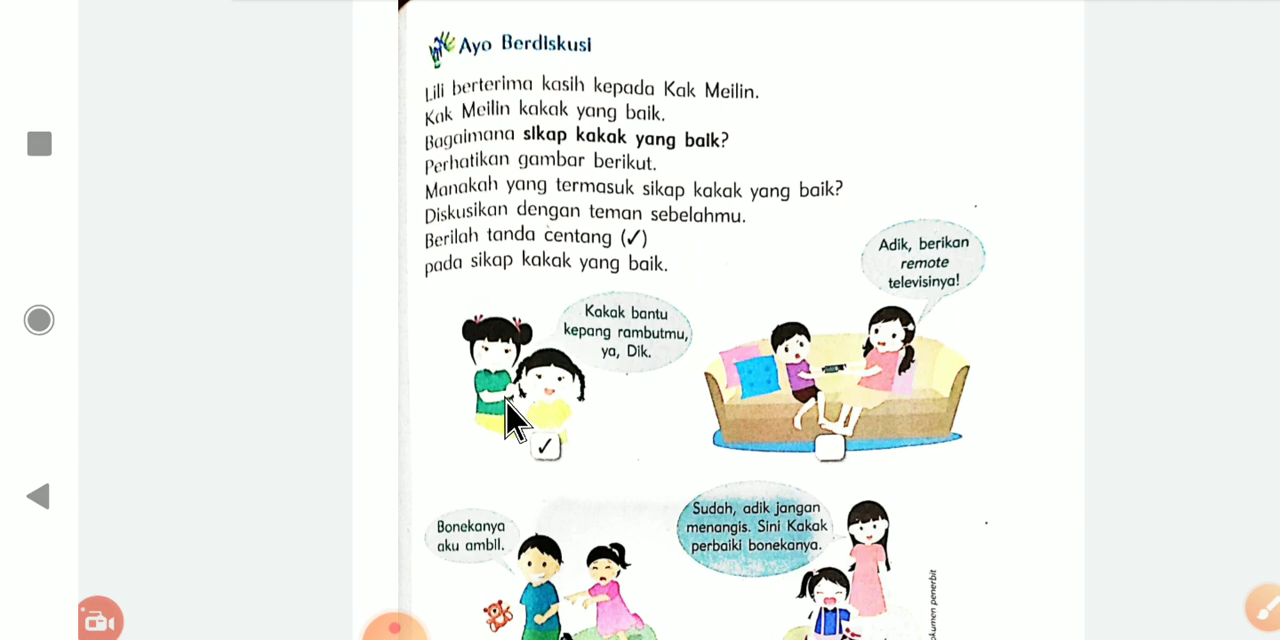 Ayo Berdiskusi
Lili berterima kasih kepada Kak Meilin.
Kak Meilin kakak yang baik.
Bagaimana sikap kakak yang baik?
Perhatikan gambar berikut.
Manakah yang termasuk sikap kakak yang baik?
Diskusikan dengan teman sebelahmu.
Berilah tanda centang (✓)
pada sikap kakak yang baik.
Adik, berikan
remote
televisinya!
Kakak bantu
kepang rambutmu,
ya, Dik.
✓
Bonekanya
aku ambil.
Sudah, adik jangan
menangis. Sini Kakak
perbaiki bonekanya.
penerbit